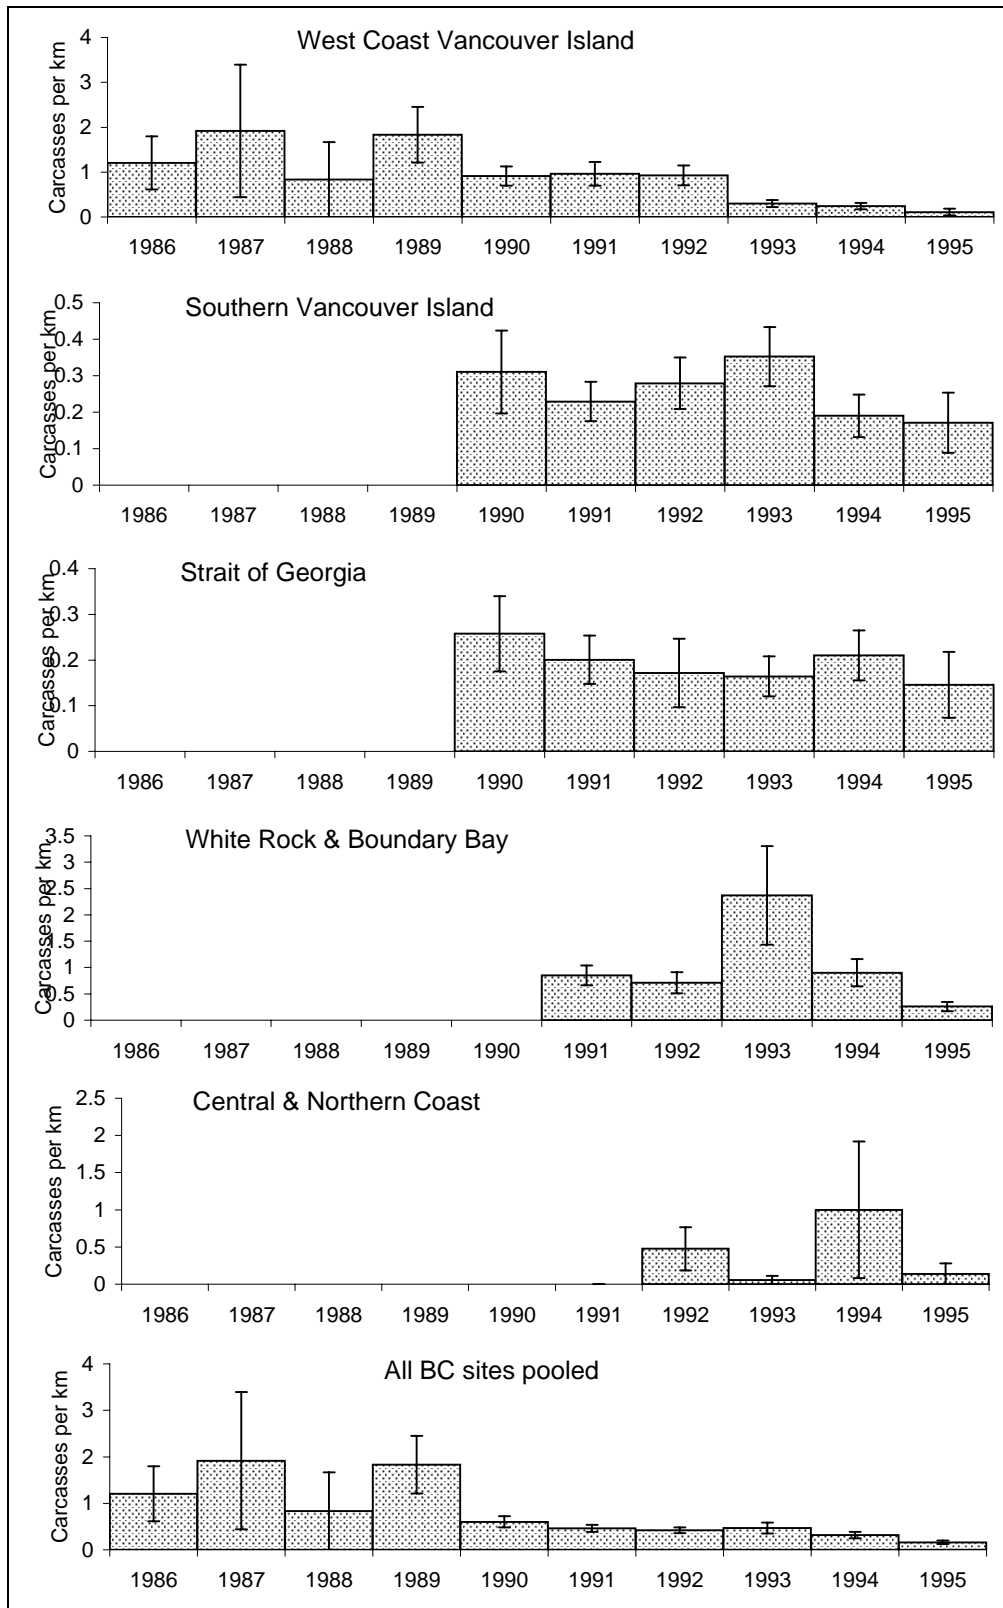 West Coast Vancouver Island
Carcasses per km
4
3
2
1
0
1986 1987 1988 1989 1990 1991 1992 1993 1994 1995
Southern Vancouver Island
Carcasses per km
0.5
0.4
0.3
0.2
0.1
0
1986 1987 1988 1989 1990 1991 1992 1993 1994 1995
Strait of Georgia
Carcasses per km
0.4
0.3
0.2
0.1
0
1986 1987 1988 1989 1990 1991 1992 1993 1994 1995
White Rock & Boundary Bay
Carcasses per km
3.5
3
2.5
2
1.5
1
0.5
0
1986 1987 1988 1989 1990 1991 1992 1993 1994 1995
Central & Northern Coast
Carcasses per km
2.5
2
1.5
1
0.5
0
1986 1987 1988 1989 1990 1991 1992 1993 1994 1995
All BC sites pooled
Carcasses per km
4
3
2
1
0
1986 1987 1988 1989 1990 1991 1992 1993 1994 1995